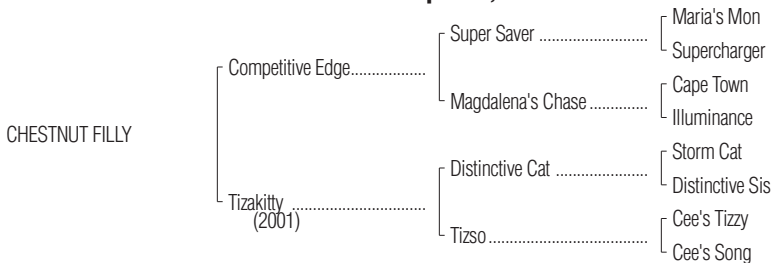 Maria's Mon
Super Saver
Supercharger
Competitive Edge
Cape Town
Magdalena's Chase
Illuminance
CHESTNUT FILLY
Storm Cat
Distinctive Cat
Distinctive Sis
Tizakitty
(2001)
Cee's Tizzy
Tizso
Cee's Song